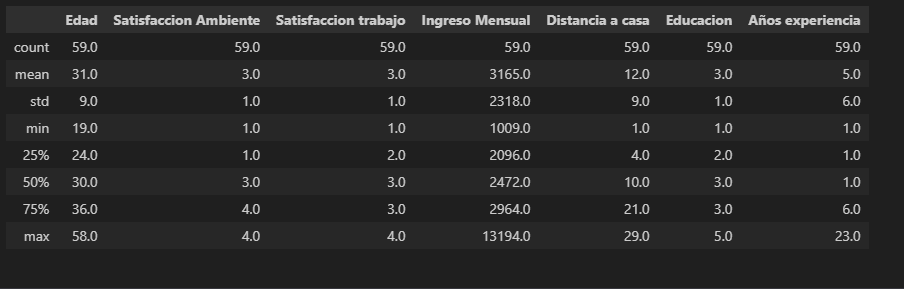 Edad Satisfaccion Ambiente Satisfaccion trabajo Ingreso Mensual Distancia a casa Educacion Años experiencia
count 59.0 59.0 59.0 59.0 59.0 59.0 59.0
mean 31.0 3.0 3.0 3165.0 12.0 3.0 5.0
std 9.0 1.0 1.0 2318.0 9.0 1.0 6.0
min 19.0 1.0 1.0 1009.0 1.0 1.0 1.0
25% 24.0 1.0 2.0 2096.0 4.0 2.0 1.0
50% 30.0 3.0 3.0 2472.0 10.0 3.0 1.0
75% 36.0 4.0 3.0 2964.0 21.0 3.0 6.0
max 58.0 4.0 4.0 13194.0 29.0 5.0 23.0